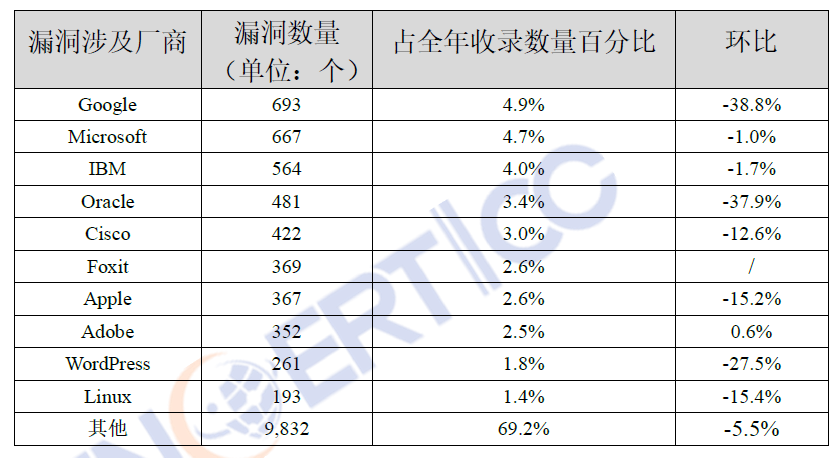 漏洞涉及厂商 漏洞数量 占全年收录数量百分比 环比
（单位：个）
Google 693 4.9% -38.8%
Microsoft 667 4.7% -1.0%
IBM 564 4.0% -1.7%
Oracle 481 3.4% -37.9%
Cisco 422 3.0% -12.6%
Foxit 369 2.6% /
Apple 367 2.6% -15.2%
Adobe 352 2.5% 0.6%
WordPress 261 1.8% -27.5%
Linux 193 1.4% -15.4%
其他 9,832 69.2% -5.5%
NCERT/CC